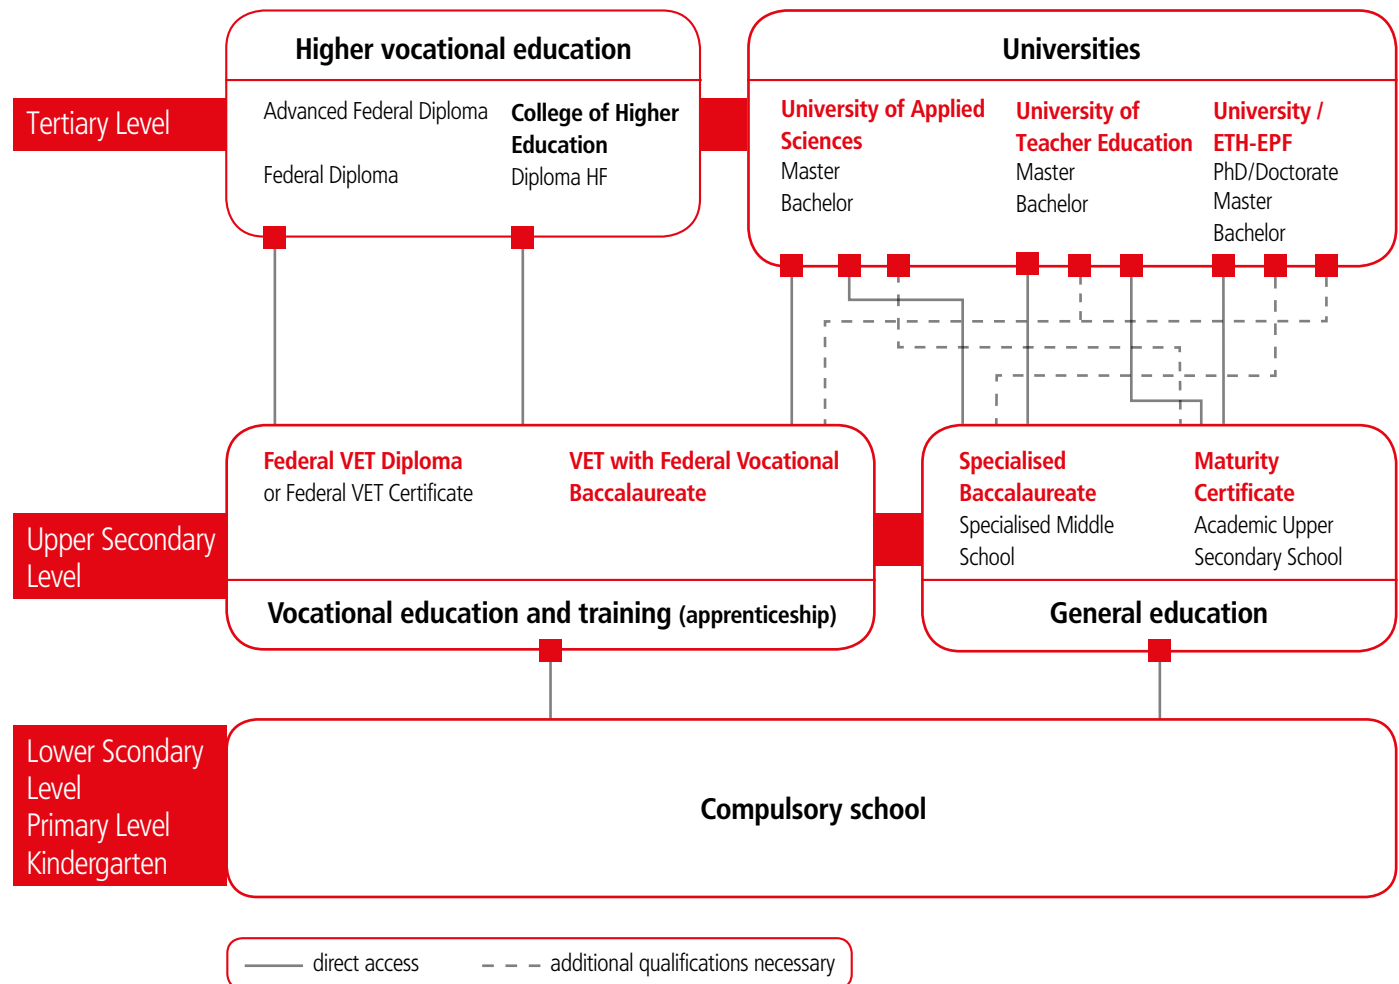 Higher vocational education
Universities
Tertiary Level
Advanced Federal Diploma
Federal Diploma
College of Higher
Education
Diploma HF
University of Applied
Sciences
Master
Bachelor
University of
Teacher Education
Master
Bachelor
University /
ETH-EPF
PhD/Doctorate
Master
Bachelor
Upper Secondary
Level
Federal VET Diploma
or Federal VET Certificate
VET with Federal Vocational
Baccalaureate
Specialised
Baccalaureate
Specialised Middle
School
Maturity
Certificate
Academic Upper
Secondary School
Vocational education and training (apprenticeship)
General education
Lower Scondary
Level
Primary Level
Kindergarten
Compulsory school
direct access
additional qualifications necessary